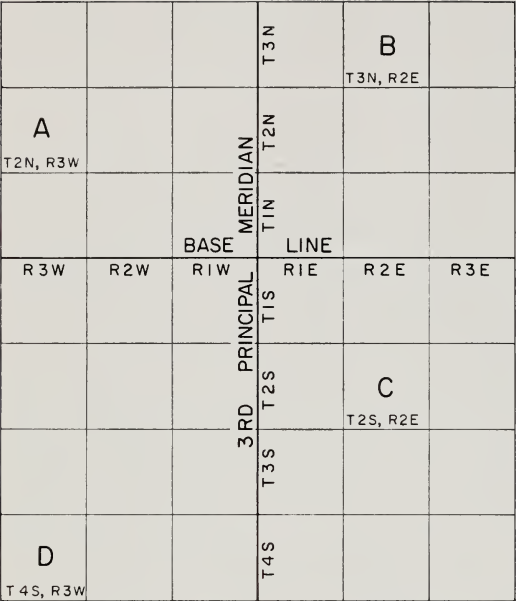 T3N
B
T3N, R2E
A
T2N, R3W
T2N
T1N
3RD PRINCIPAL MERIDIAN
BASE LINE
R3W R2W R1W R1E R2E R3E
T1S
T2S
C
T2S, R2E
T3S
D
T4S, R3W
T4S